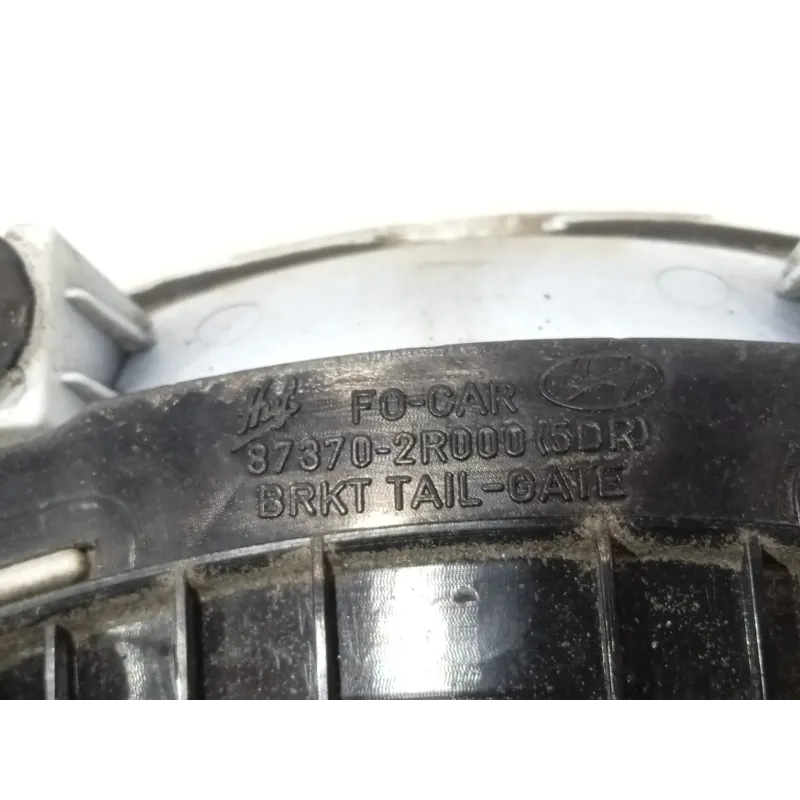 FO-CAR
87370-2R000 (5DR)
BRKT TAIL-GATE